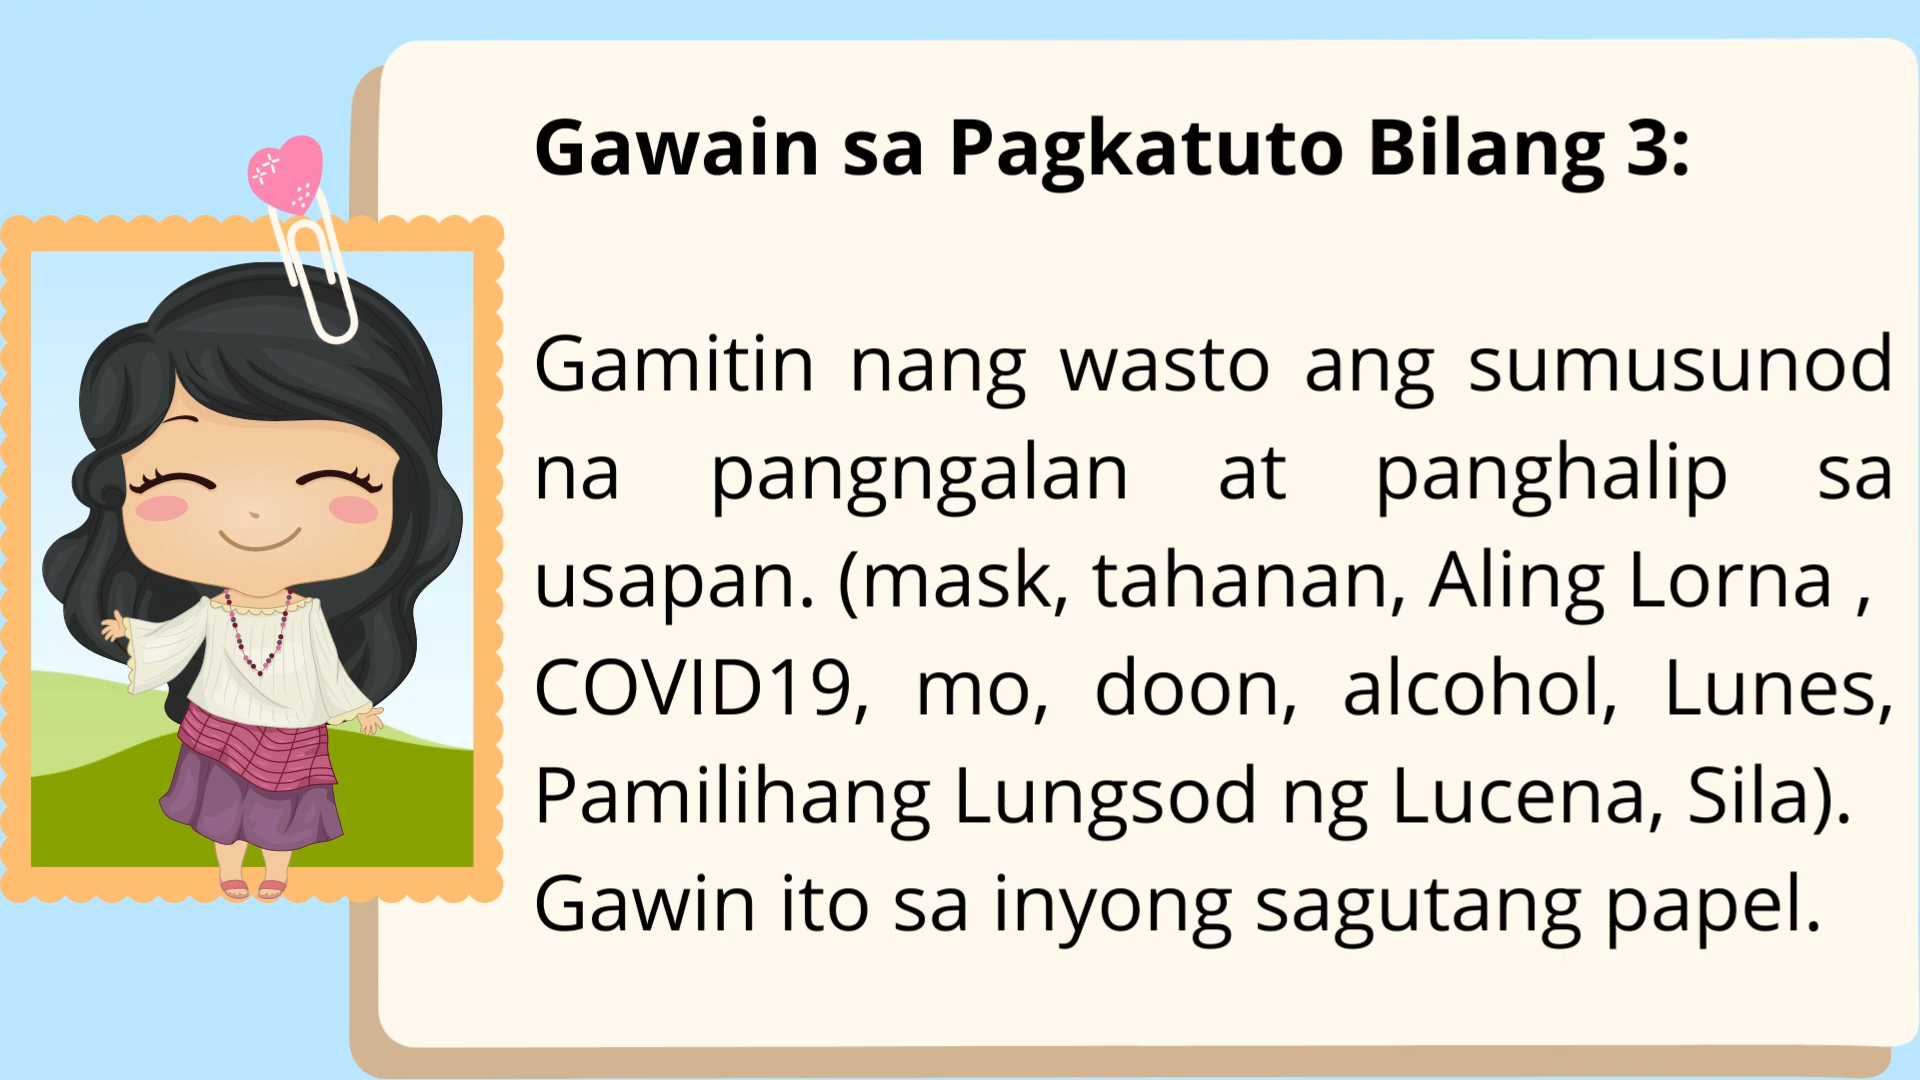 Gawain sa Pagkatuto Bilang 3:
Gamitin nang wasto ang sumusunod
na pangngalan at panghalip sa
usapan. (mask, tahanan, Aling Lorna ,
COVID19, mo, doon, alcohol, Lunes,
Pamilihang Lungsod ng Lucena, Sila).
Gawin ito sa inyong sagutang papel.